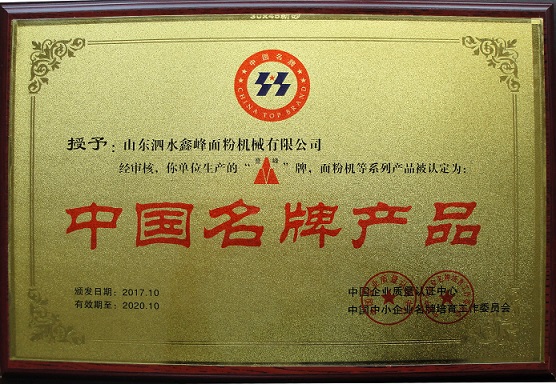 中国名牌
CHINA TOP BRAND
授予：山东泗水鑫峰面粉机械有限公司
经审核，你单位生产的“鑫峰”牌，面粉机等系列产品被认定为：
中国名牌产品
颁发日期：2017.10
有效期至：2020.10
中国企业质量认证中心
中国中小企业名牌培育工作委员会